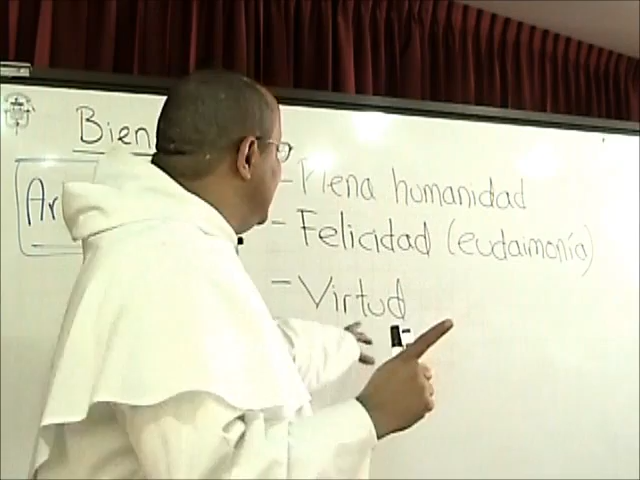 Bien
- Plena humanidad
Ar
- Felicidad (eudaimonía)
- Virtud